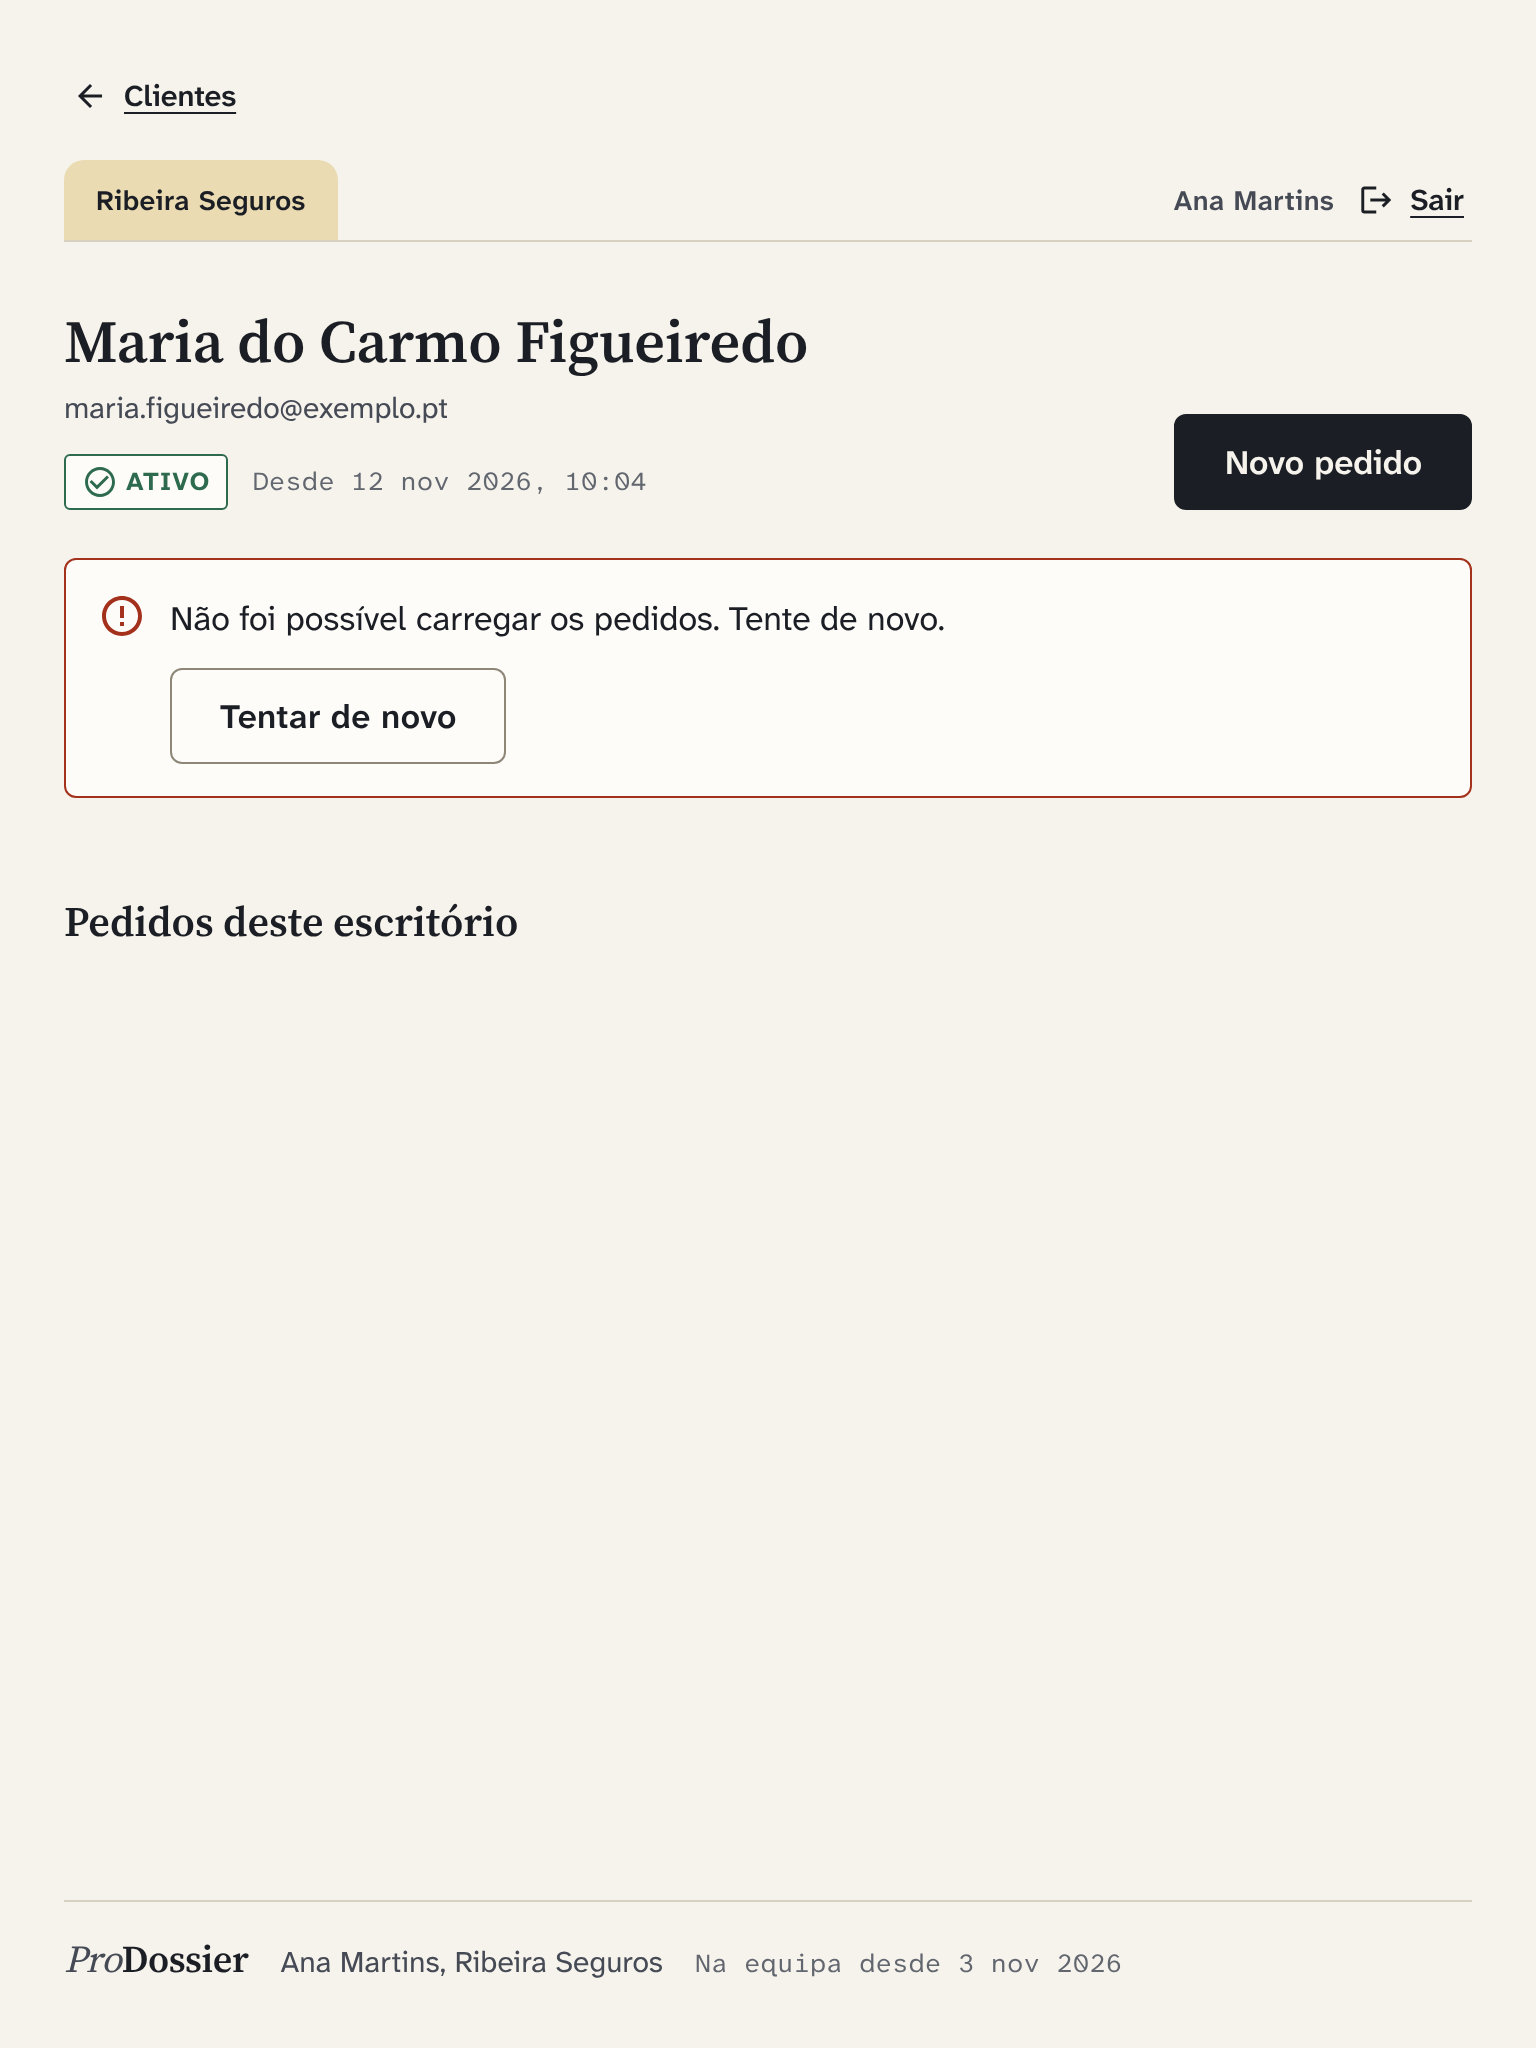 Clientes
Ribeira Seguros
Ana Martins Sair
Maria do Carmo Figueiredo
maria.figueiredo@exemplo.pt
ATIVO Desde 12 nov 2026, 10:04
Novo pedido
Não foi possível carregar os pedidos. Tente de novo.
Tentar de novo
Pedidos deste escritório
ProDossier Ana Martins, Ribeira Seguros Na equipa desde 3 nov 2026